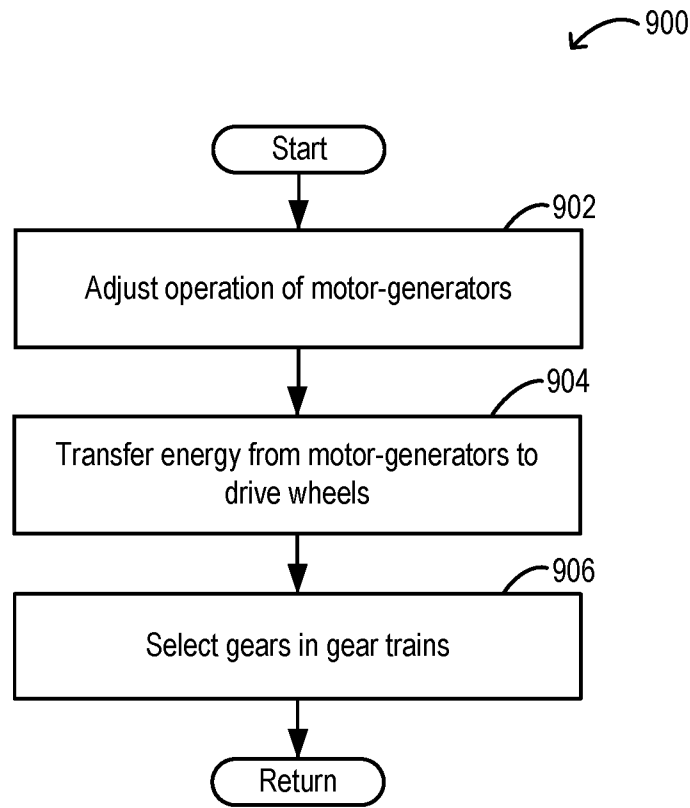 900
Start
902
Adjust operation of motor-generators
904
Transfer energy from motor-generators to
drive wheels
906
Select gears in gear trains
Return